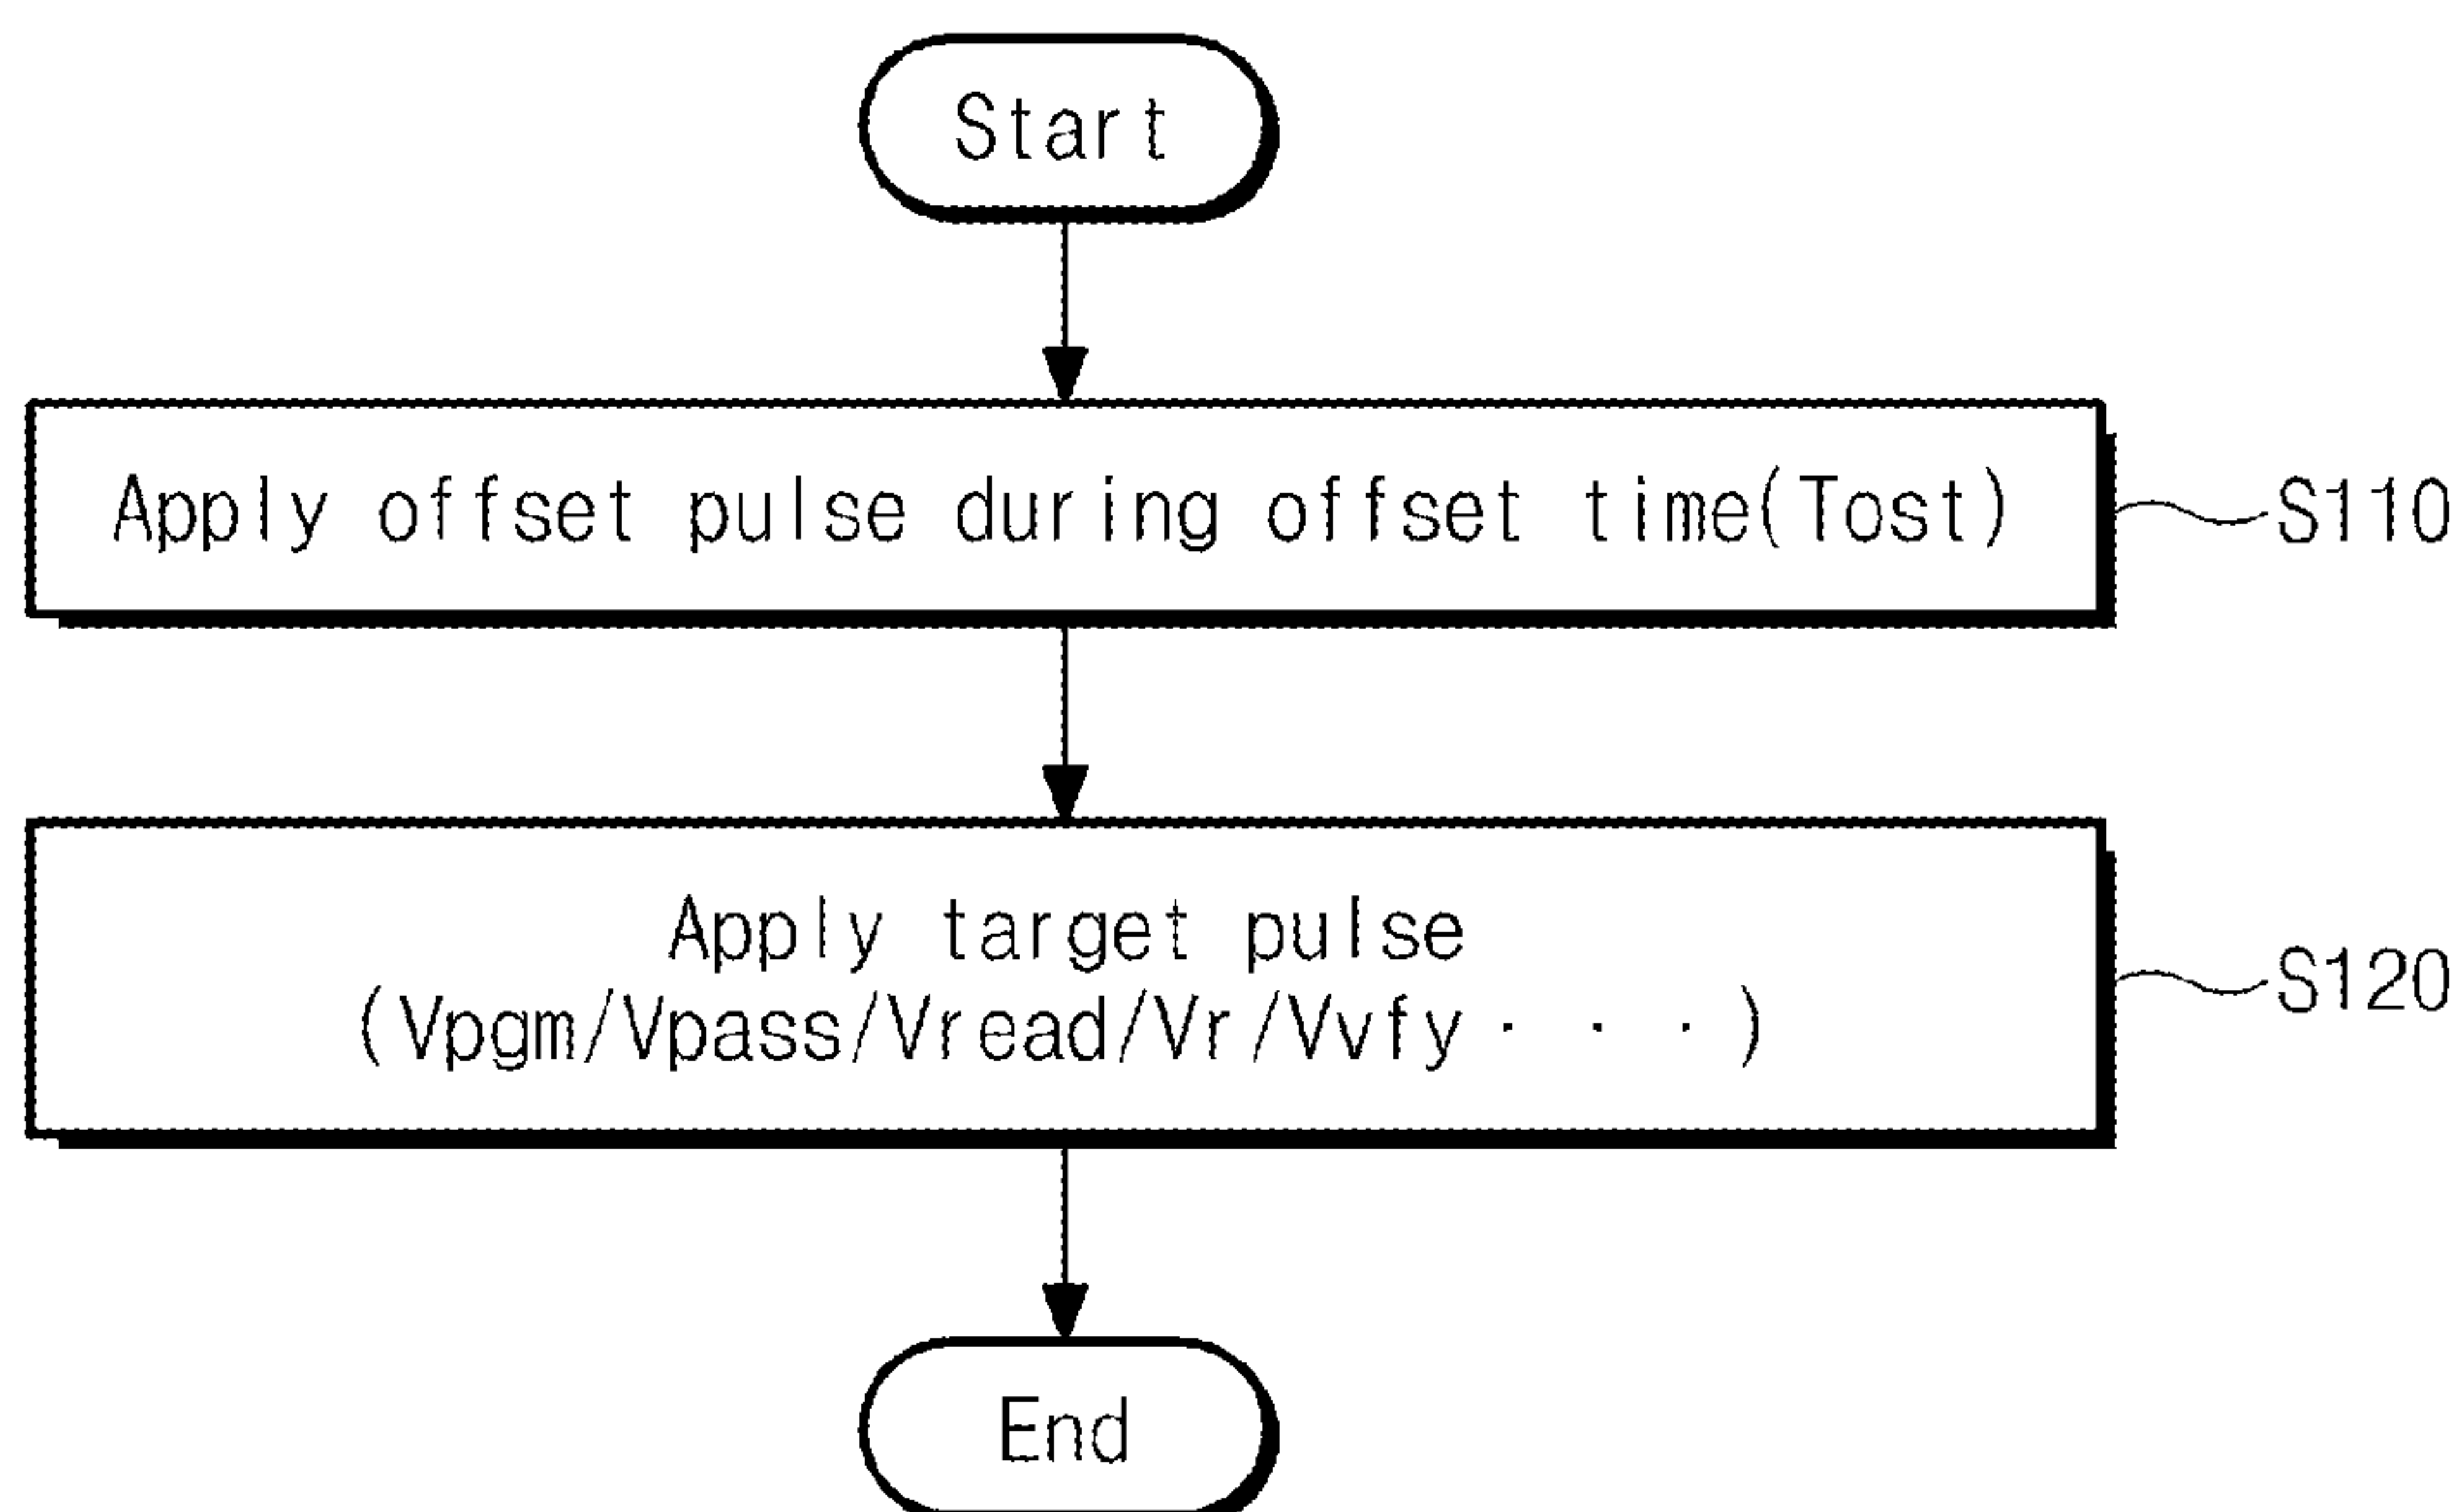 Start
Apply offset pulse during offset time(Tost)
S110
Apply target pulse
(Vpgm/Vpass/Vread/Vr/Vvfy· · ·)
S120
End